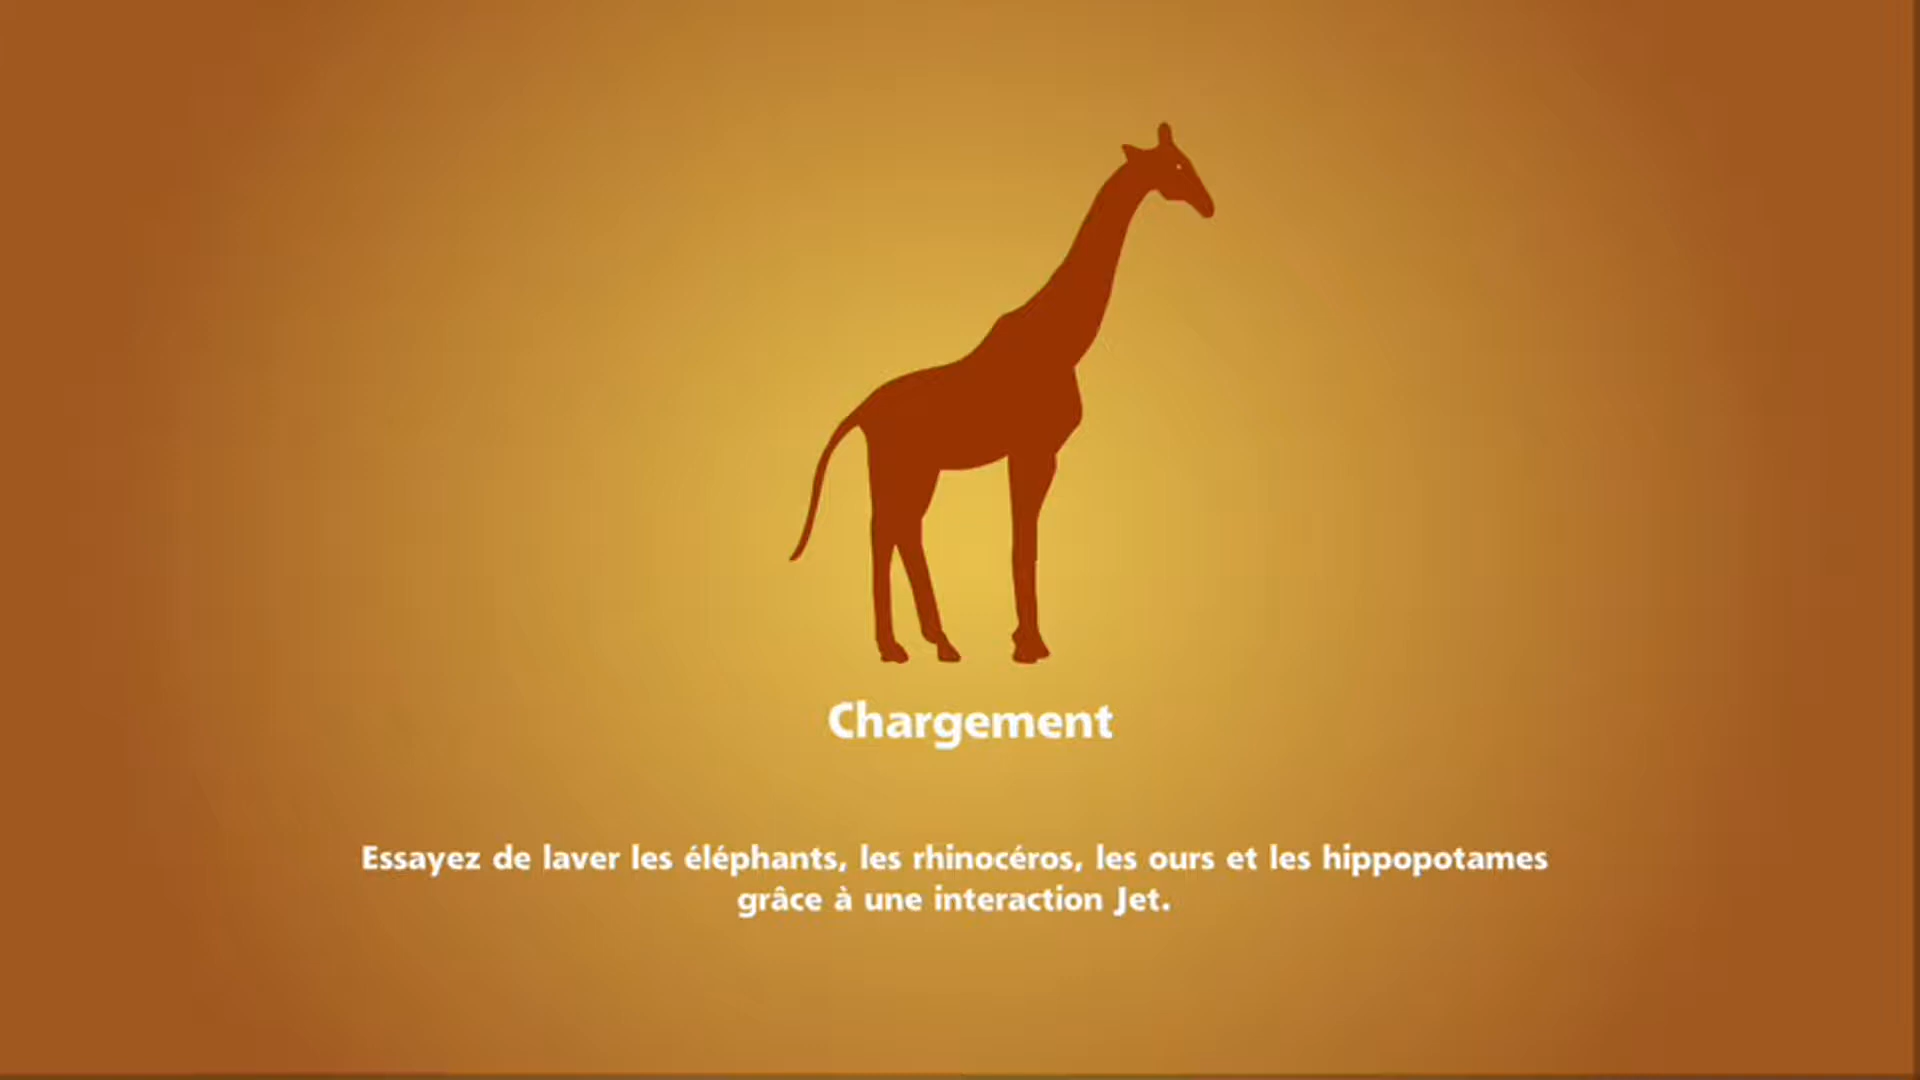 Chargement
Essayez de laver les éléphants, les rhinocéros, les ours et les hippopotames
grâce à une interaction Jet.